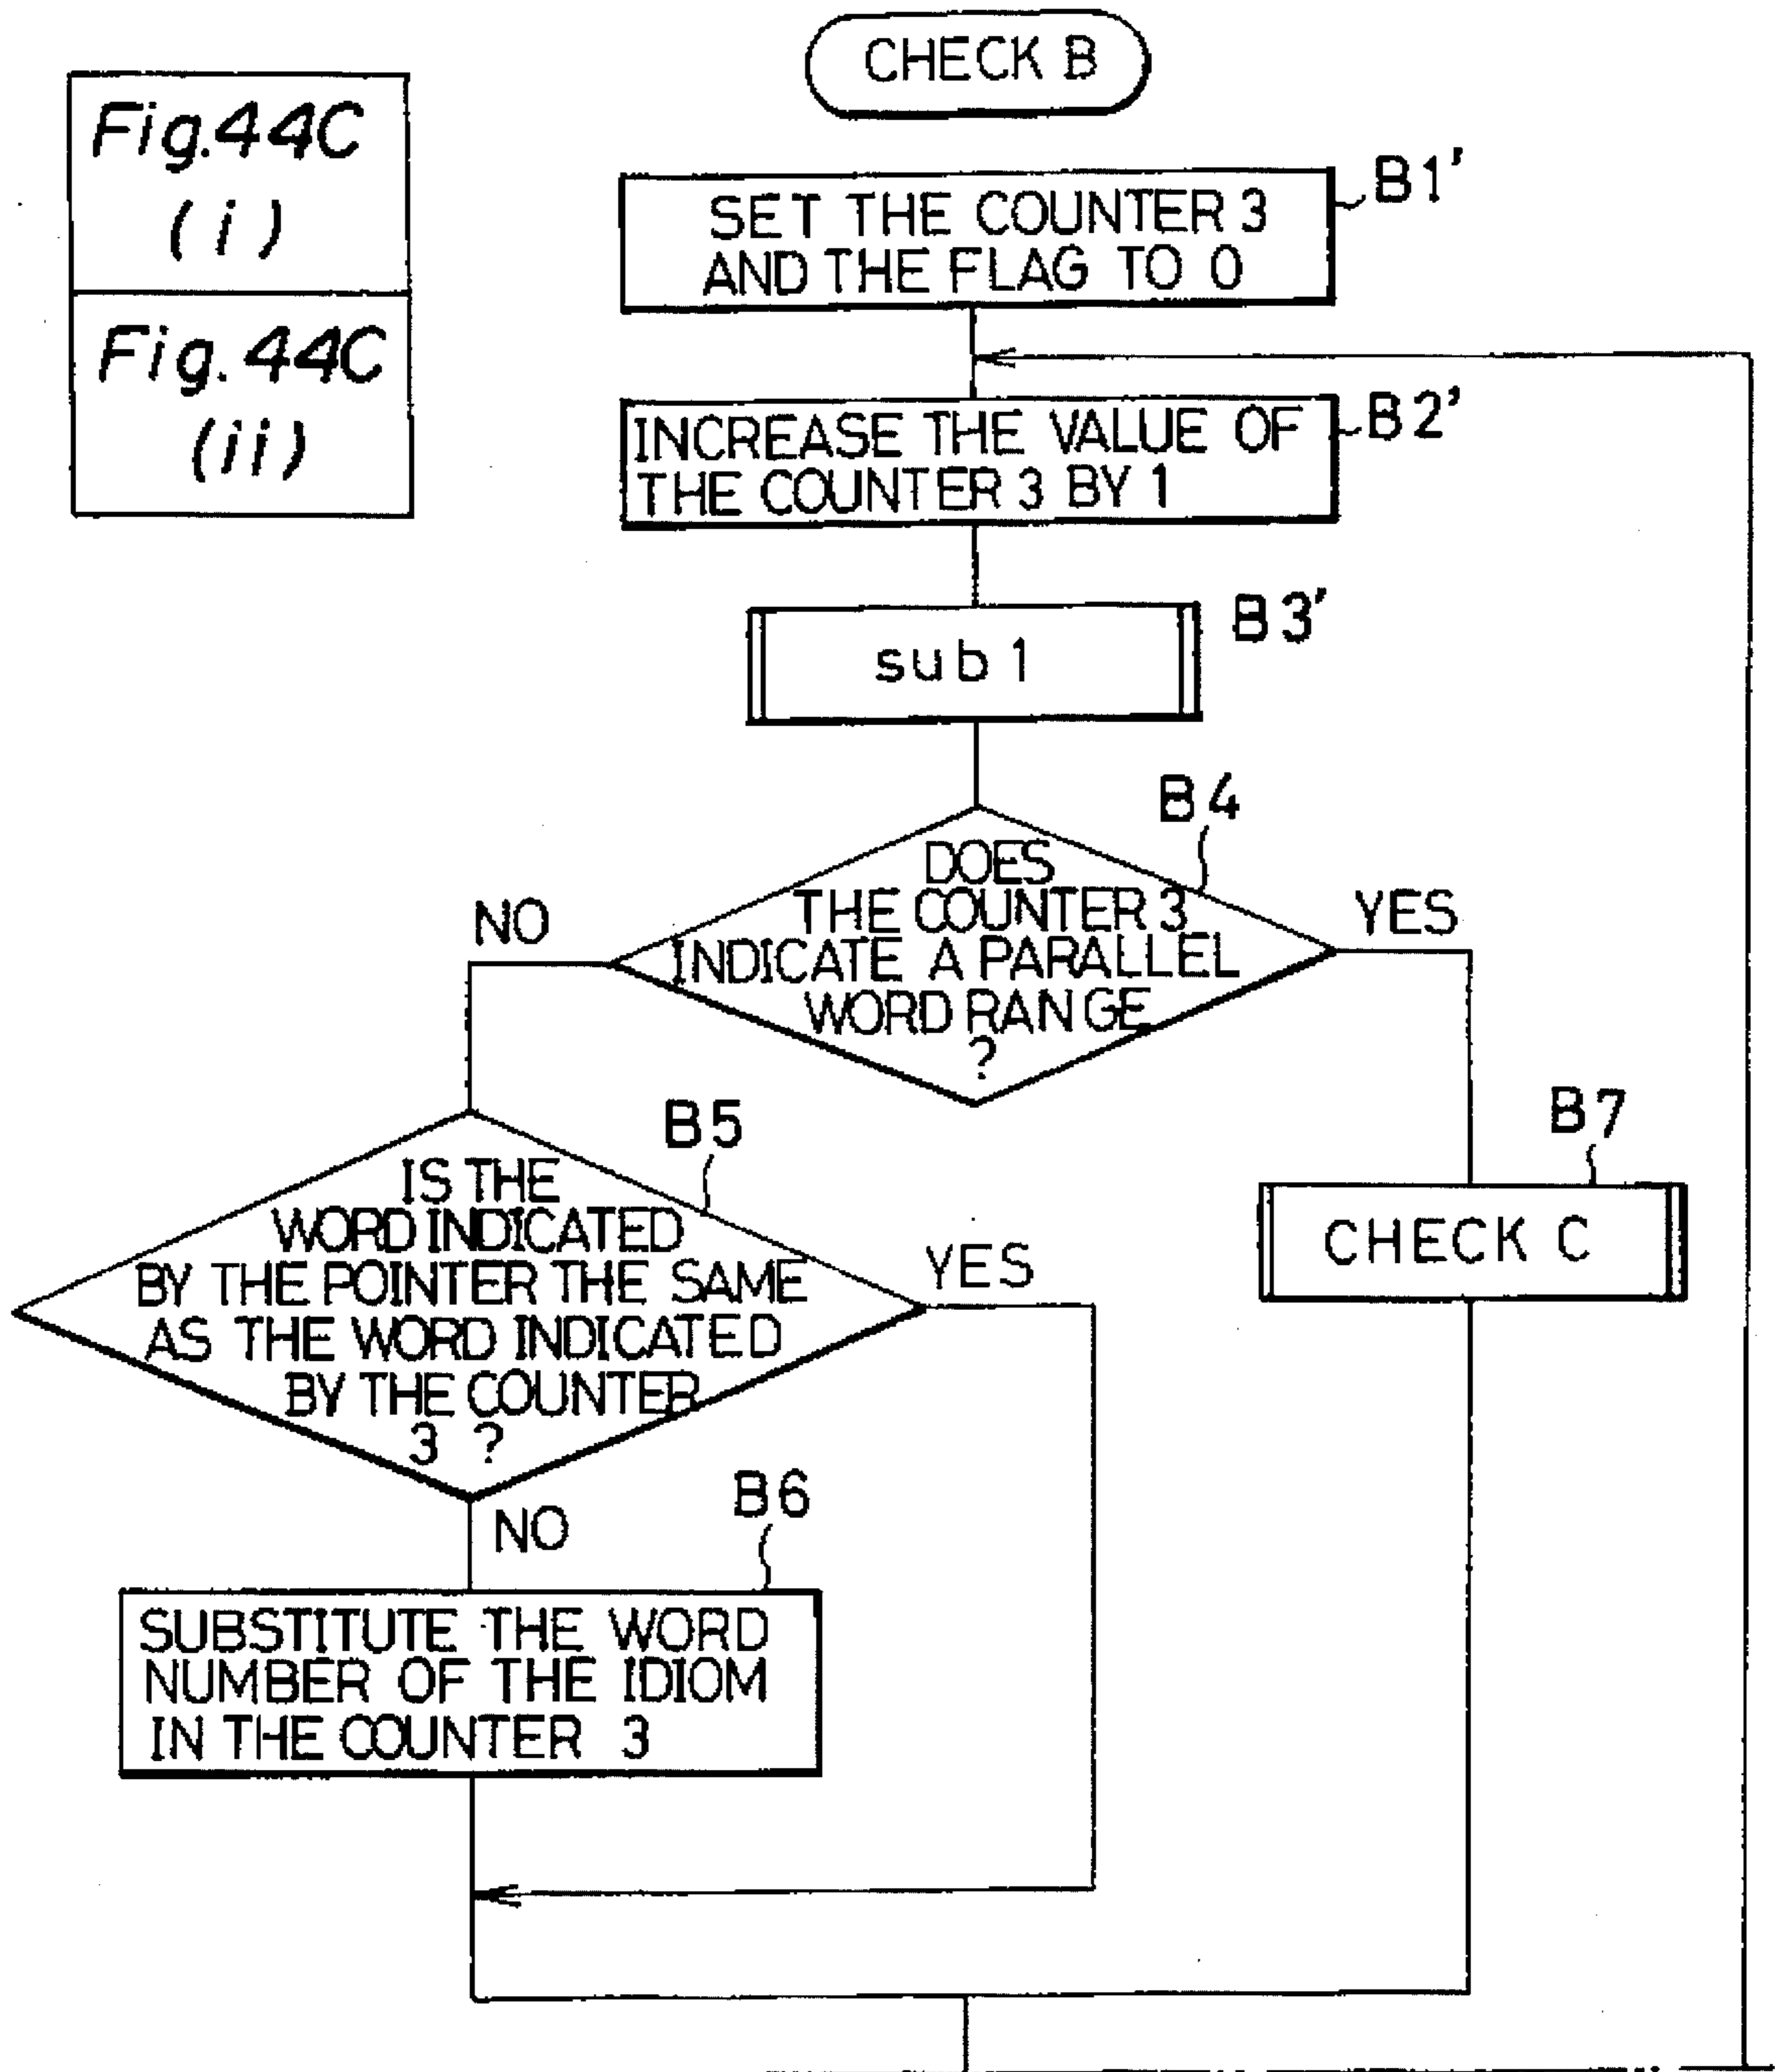 CHECK B
Fig.44C
(i)
Fig.44C
(ii)
B1'
SET THE COUNTER 3
AND THE FLAG TO 0
B2'
INCREASE THE VALUE OF
THE COUNTER 3 BY 1
B3'
sub 1
B4
DOES
THE COUNTER 3
INDICATE A PARALLEL
WORD RANGE
?
NO
YES
B5
IS THE
WORD INDICATED
BY THE POINTER THE SAME
AS THE WORD INDICATED
BY THE COUNTER
3 ?
YES
B7
CHECK C
NO
B6
SUBSTITUTE THE WORD
NUMBER OF THE IDIOM
IN THE COUNTER 3